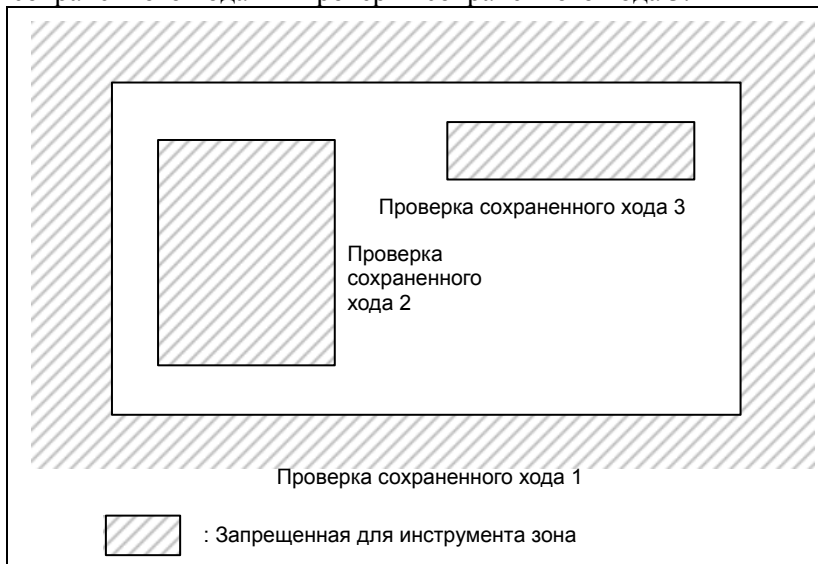 Проверка сохраненного хода 3
Проверка
сохраненного
хода 2
Проверка сохраненного хода 1
: Запрещенная для инструмента зона